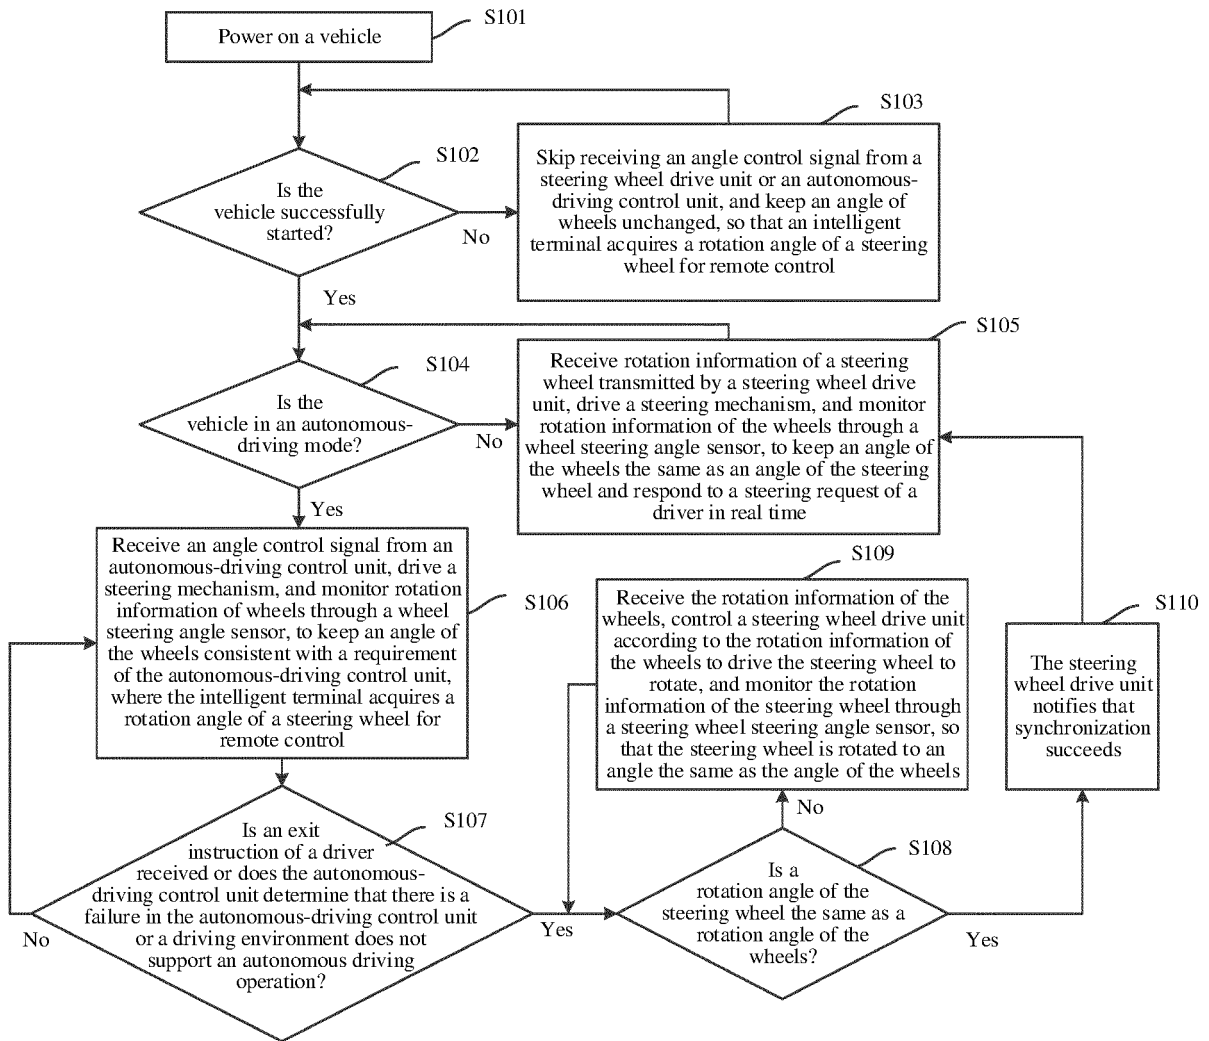 S101
Power on a vehicle
S103
Skip receiving an angle control signal from a
steering wheel drive unit or an autonomous-
driving control unit, and keep an angle of
wheels unchanged, so that an intelligent
terminal acquires a rotation angle of a steering
wheel for remote control
S102
Is the
vehicle successfully
started?
No
Yes
S105
Receive rotation information of a steering
wheel transmitted by a steering wheel drive
unit, drive a steering mechanism, and monitor
rotation information of the wheels through a
wheel steering angle sensor, to keep an angle of
the wheels the same as an angle of the steering
wheel and respond to a steering request of a
driver in real time
S104
Is the
vehicle in an autonomous-
driving mode?
No
Yes
Receive an angle control signal from an
autonomous-driving control unit, drive a
steering mechanism, and monitor rotation
information of wheels through a wheel
steering angle sensor, to keep an angle of
the wheels consistent with a requirement
of the autonomous-driving control unit,
where the intelligent terminal acquires a
rotation angle of a steering wheel for
remote control
S106
S109
Receive the rotation information of the
wheels, control a steering wheel drive unit
according to the rotation information of
the wheels to drive the steering wheel to
rotate, and monitor the rotation
information of the steering wheel through
a steering wheel steering angle sensor, so
that the steering wheel is rotated to an
angle the same as the angle of the wheels
S110
The steering
wheel drive unit
notifies that
synchronization
succeeds
S107
Is an exit
instruction of a driver
received or does the autonomous-
driving control unit determine that there is a
failure in the autonomous-driving control unit
or a driving environment does not
support an autonomous driving
operation?
No
Yes
No
S108
Is a
rotation angle of the
steering wheel the same as a
rotation angle of the
wheels?
Yes